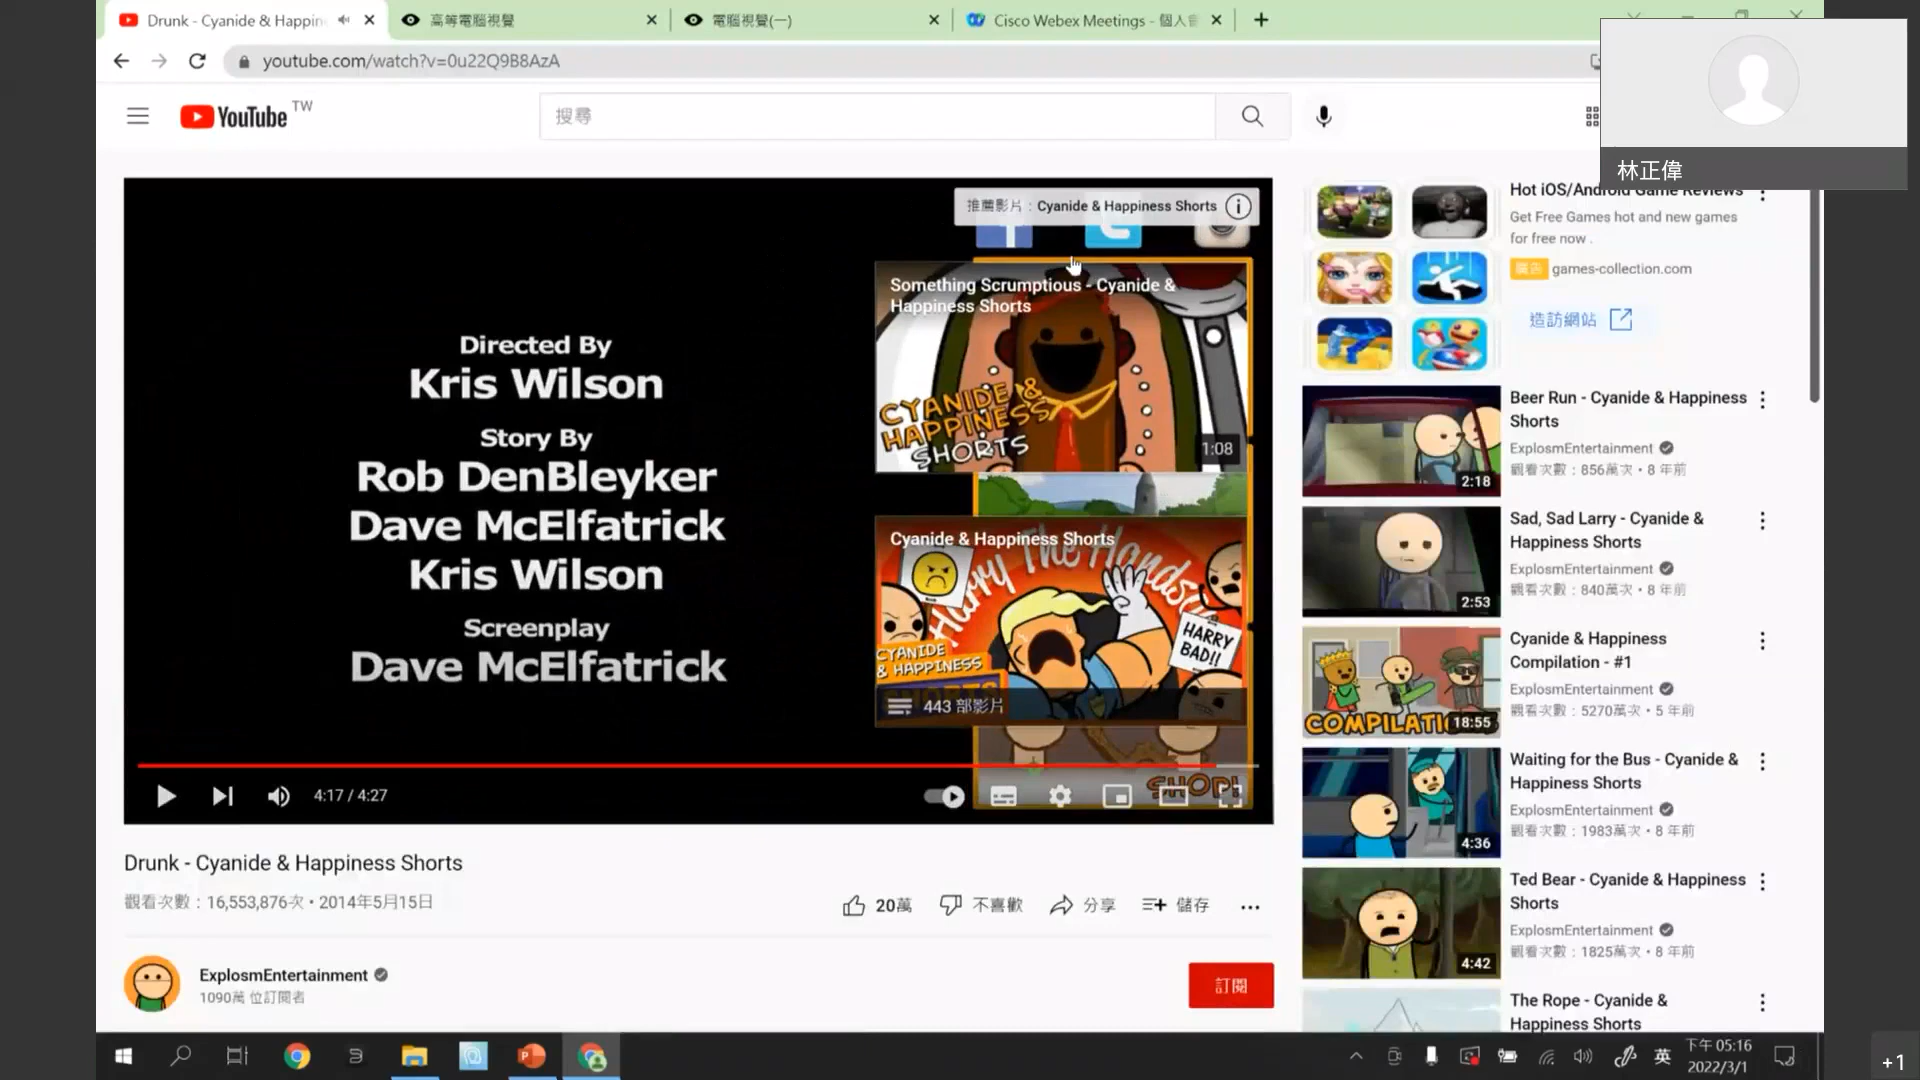 Drunk - Cyanide & Happin
高等電腦視覺
電腦視覺(一)
Cisco Webex Meetings - 個人會
youtube.com/watch?v=0u22Q9B8AzA
YouTube TW
搜尋
林正偉
推薦影片：Cyanide & Happiness Shorts
Directed By
Kris Wilson
Story By
Rob DenBleyker
Dave McElfatrick
Kris Wilson
Screenplay
Dave McElfatrick
Something Scrumptious - Cyanide &
Happiness Shorts
CYANIDE &
HAPPINESS
SHORTS
1:08
Cyanide & Happiness Shorts
Harry The Handsy
HARRY
BAD!!
CYANIDE
& HAPPINESS
SHORTS
443 部影片
SHOP!
4:17 / 4:27
Drunk - Cyanide & Happiness Shorts
觀看次數：16,553,876次 • 2014年5月15日
20萬
不喜歡
分享
儲存
ExplosmEntertainment
1090萬 位訂閱者
訂閱
Hot iOS/Android Game Reviews
Get Free Games hot and new games
for free now .
廣告 games-collection.com
造訪網站
2:18
Beer Run - Cyanide & Happiness
Shorts
ExplosmEntertainment
觀看次數：856萬次 • 8 年前
2:53
Sad, Sad Larry - Cyanide &
Happiness Shorts
ExplosmEntertainment
觀看次數：840萬次 • 8 年前
COMPILATI
18:55
Cyanide & Happiness
Compilation - #1
ExplosmEntertainment
觀看次數：5270萬次 • 5 年前
4:36
Waiting for the Bus - Cyanide &
Happiness Shorts
ExplosmEntertainment
觀看次數：1983萬次 • 8 年前
4:42
Ted Bear - Cyanide & Happiness
Shorts
ExplosmEntertainment
觀看次數：1825萬次 • 8 年前
The Rope - Cyanide &
Happiness Shorts
英
下午 05:16
2022/3/1
+1